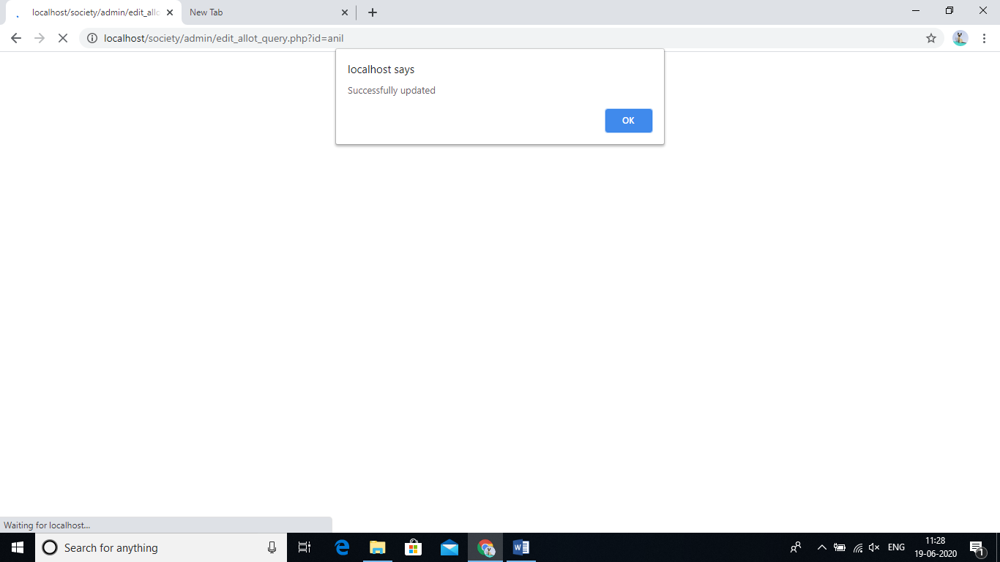 localhost/society/admin/edit_allo
New Tab
localhost/society/admin/edit_allot_query.php?id=anil
localhost says
Successfully updated
OK
Waiting for localhost...
Search for anything
ENG
11:28
19-06-2020
1